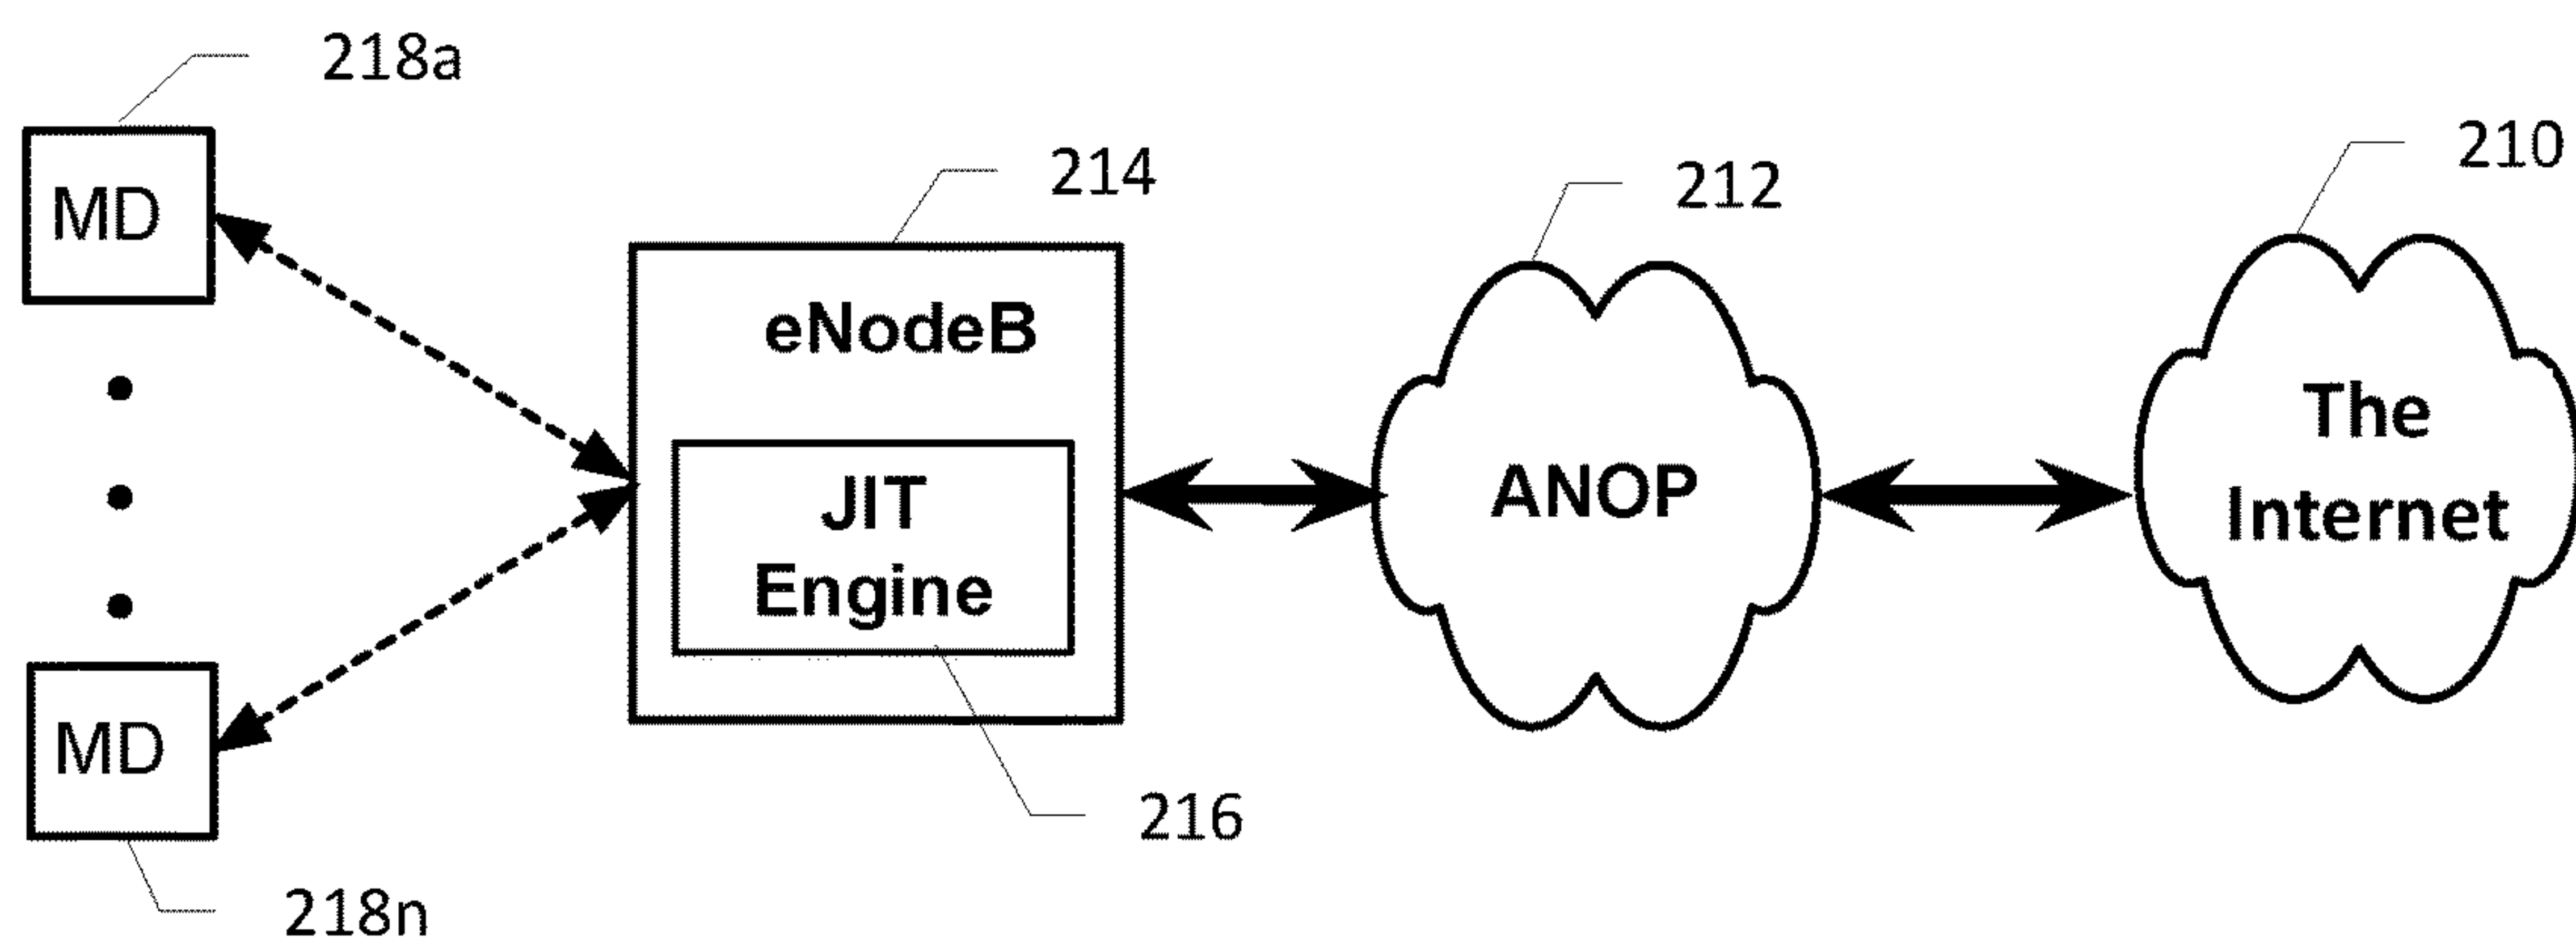 218a
MD
214
eNodeB
JIT
Engine
216
212
ANOP
210
The
Internet
MD
218n